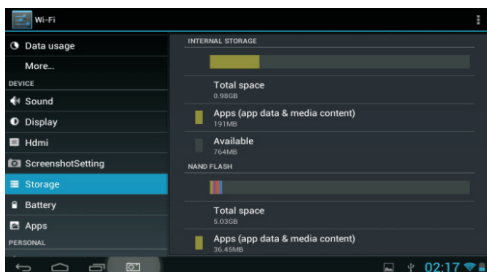 Wi-Fi
Data usage
More...
DEVICE
Sound
Display
Hdmi
ScreenshotSetting
Storage
Battery
Apps
PERSONAL
INTERNAL STORAGE
Total space
0.98GB
Apps (app data & media content)
191MB
Available
764MB
NAND FLASH
Total space
5.03GB
Apps (app data & media content)
36.45MB
02:17